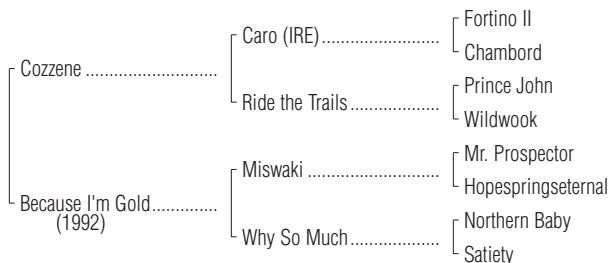 Fortino II
Caro (IRE)..........................
Chambord
Cozzene ............................
Prince John
Ride the Trails ....................
Wildwook
Mr. Prospector
Miswaki .............................
Hopespringseternal
Because I'm Gold..............
(1992)
Northern Baby
Why So Much....................
Satiety